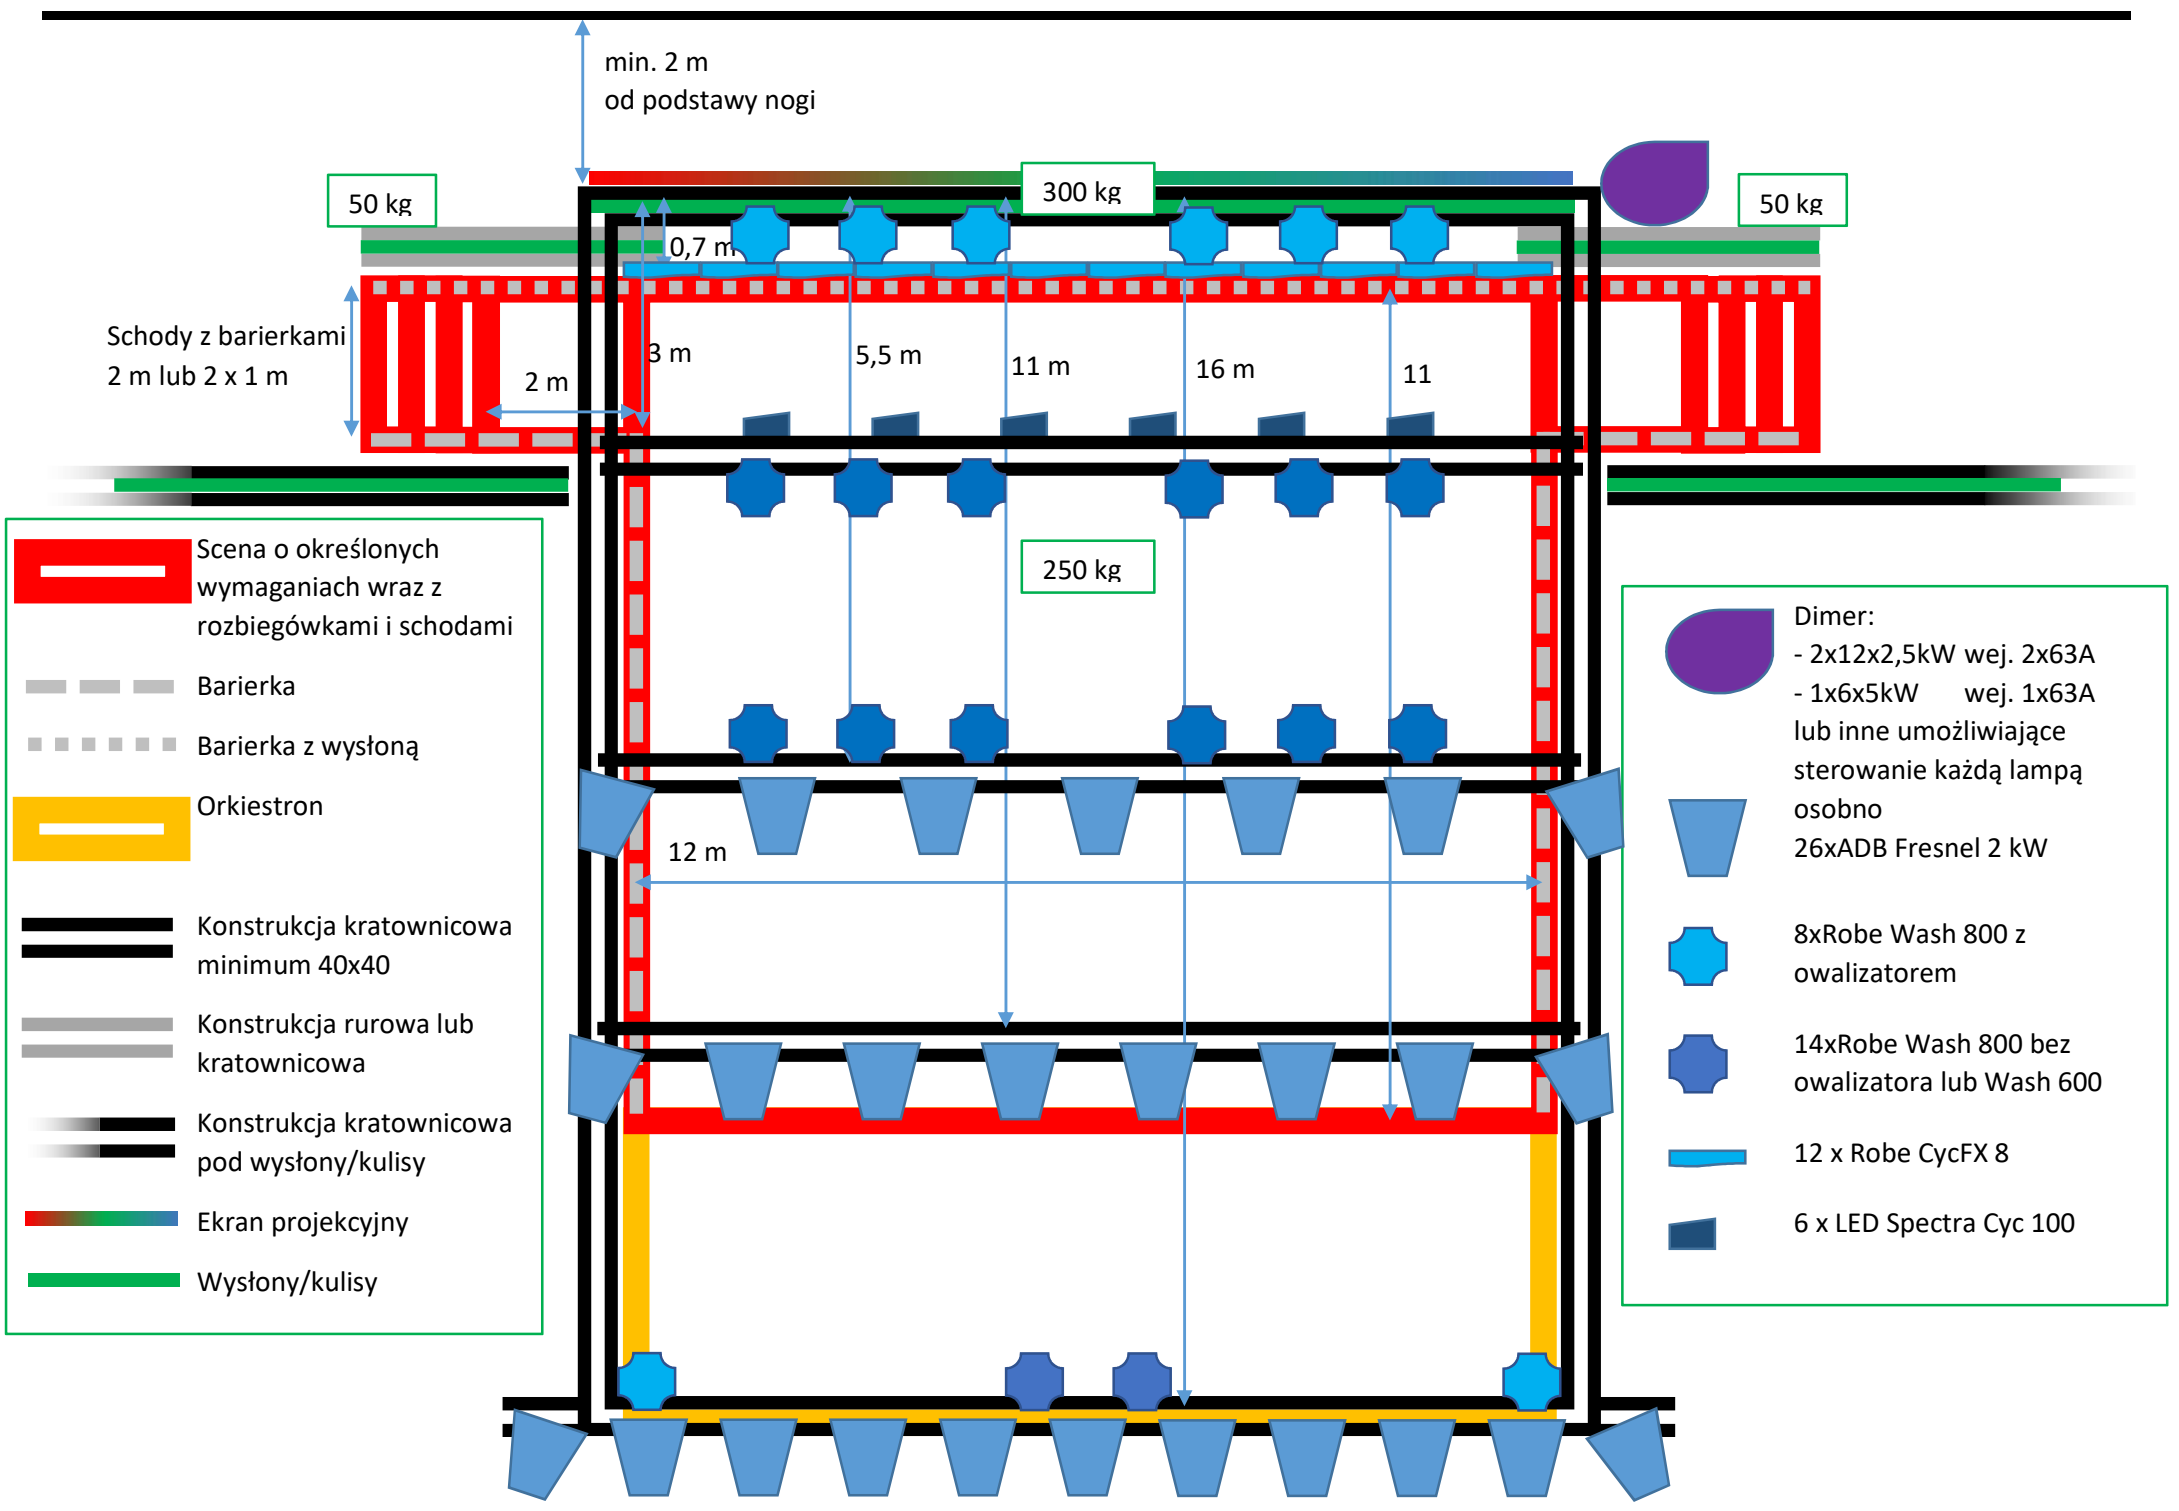 min. 2 m
od podstawy nogi
50 kg
300 kg
50 kg
0,7 m
Schody z barierkami
2 m lub 2 x 1 m
2 m
3 m
5,5 m
11 m
16 m
11
250 kg
12 m
Scena o określonych
wymaganiach wraz z
rozbiegówkami i schodami
Barierka
Barierka z wysłoną
Orkiestron
Konstrukcja kratownicowa
minimum 40x40
Konstrukcja rurowa lub
kratownicowa
Konstrukcja kratownicowa
pod wysłony/kulisy
Ekran projekcyjny
Wysłony/kulisy
Dimer:
- 2x12x2,5kW wej. 2x63A
- 1x6x5kW wej. 1x63A
lub inne umożliwiające
sterowanie każdą lampą
osobno
26xADB Fresnel 2 kW
8xRobe Wash 800 z
owalizatorem
14xRobe Wash 800 bez
owalizatora lub Wash 600
12 x Robe CycFX 8
6 x LED Spectra Cyc 100